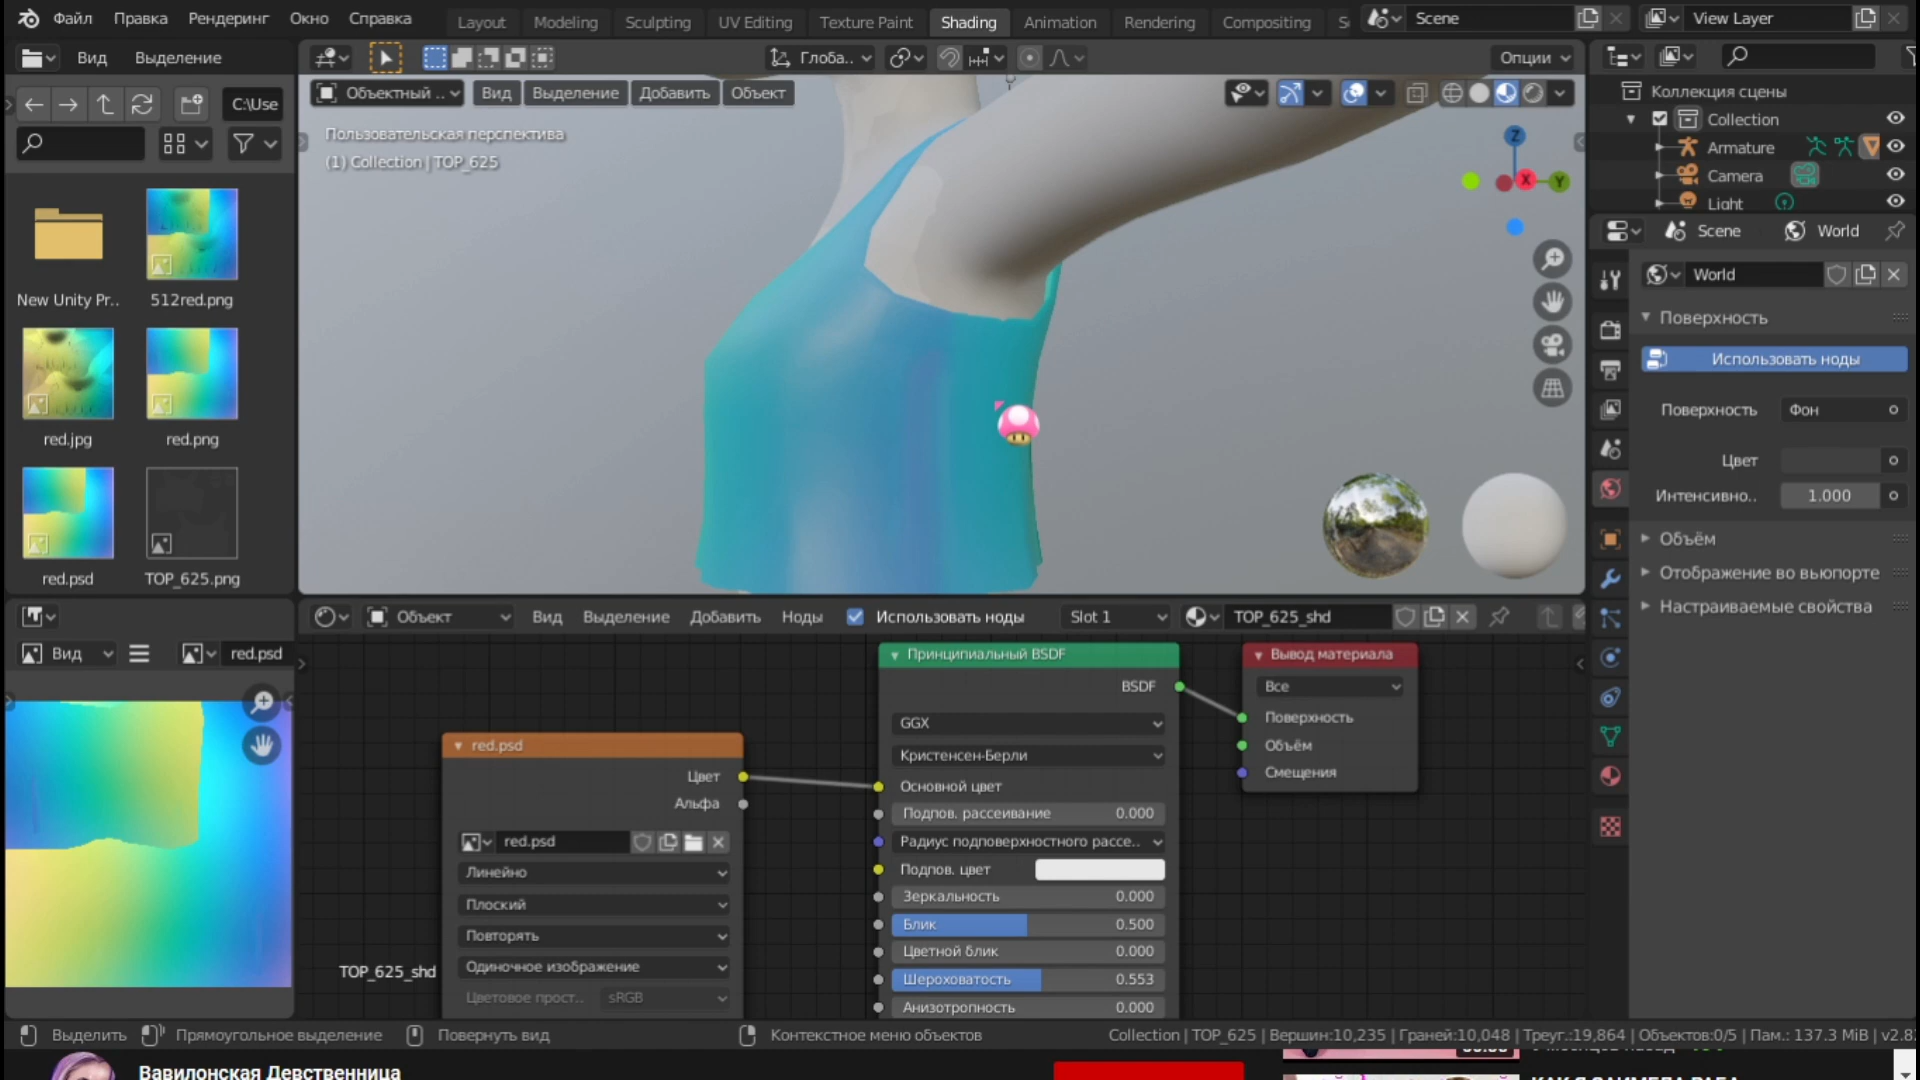 Файл Правка Рендеринг Окно Справка Layout Modeling Sculpting UV Editing Texture Paint Shading Animation Rendering Compositing Scene View Layer
Вид Выделение Глоба.. Опции
C:\Use Объектный .. Вид Выделение Добавить Объект
Пользовательская перспектива
(1) Collection | TOP_625
Z
X
Y
New Unity Pr.. 512red.png
red.jpg red.png
red.psd TOP_625.png
Коллекция сцены
Collection
Armature
Camera
Light
Scene World
World
Поверхность
Использовать ноды
Поверхность Фон
Цвет
Интенсивно.. 1.000
Объём
Отображение во вьюпорте
Настраиваемые свойства
Вид red.psd
Объект Вид Выделение Добавить Ноды Использовать ноды Slot 1 TOP_625_shd
red.psd
Цвет
Альфа
red.psd
Линейно
Плоский
Повторять
Одиночное изображение
Цветовое прост.. sRGB
TOP_625_shd
Принципиальный BSDF
BSDF
GGX
Кристенсен-Берли
Основной цвет
Подпов. рассеивание 0.000
Радиус подповерхностного рассе..
Подпов. цвет
Зеркальность 0.000
Блик 0.500
Цветной блик 0.000
Шероховатость 0.553
Анизотропность 0.000
Вывод материала
Все
Поверхность
Объём
Смещения
Выделить Прямоугольное выделение Повернуть вид Контекстное меню объектов Collection | TOP_625 | Вершин:10,235 | Граней:10,048 | Треуг.:19,864 | Объектов:0/5 | Пам.: 137.3 MiB | v2.8
Вавилонская Девственница